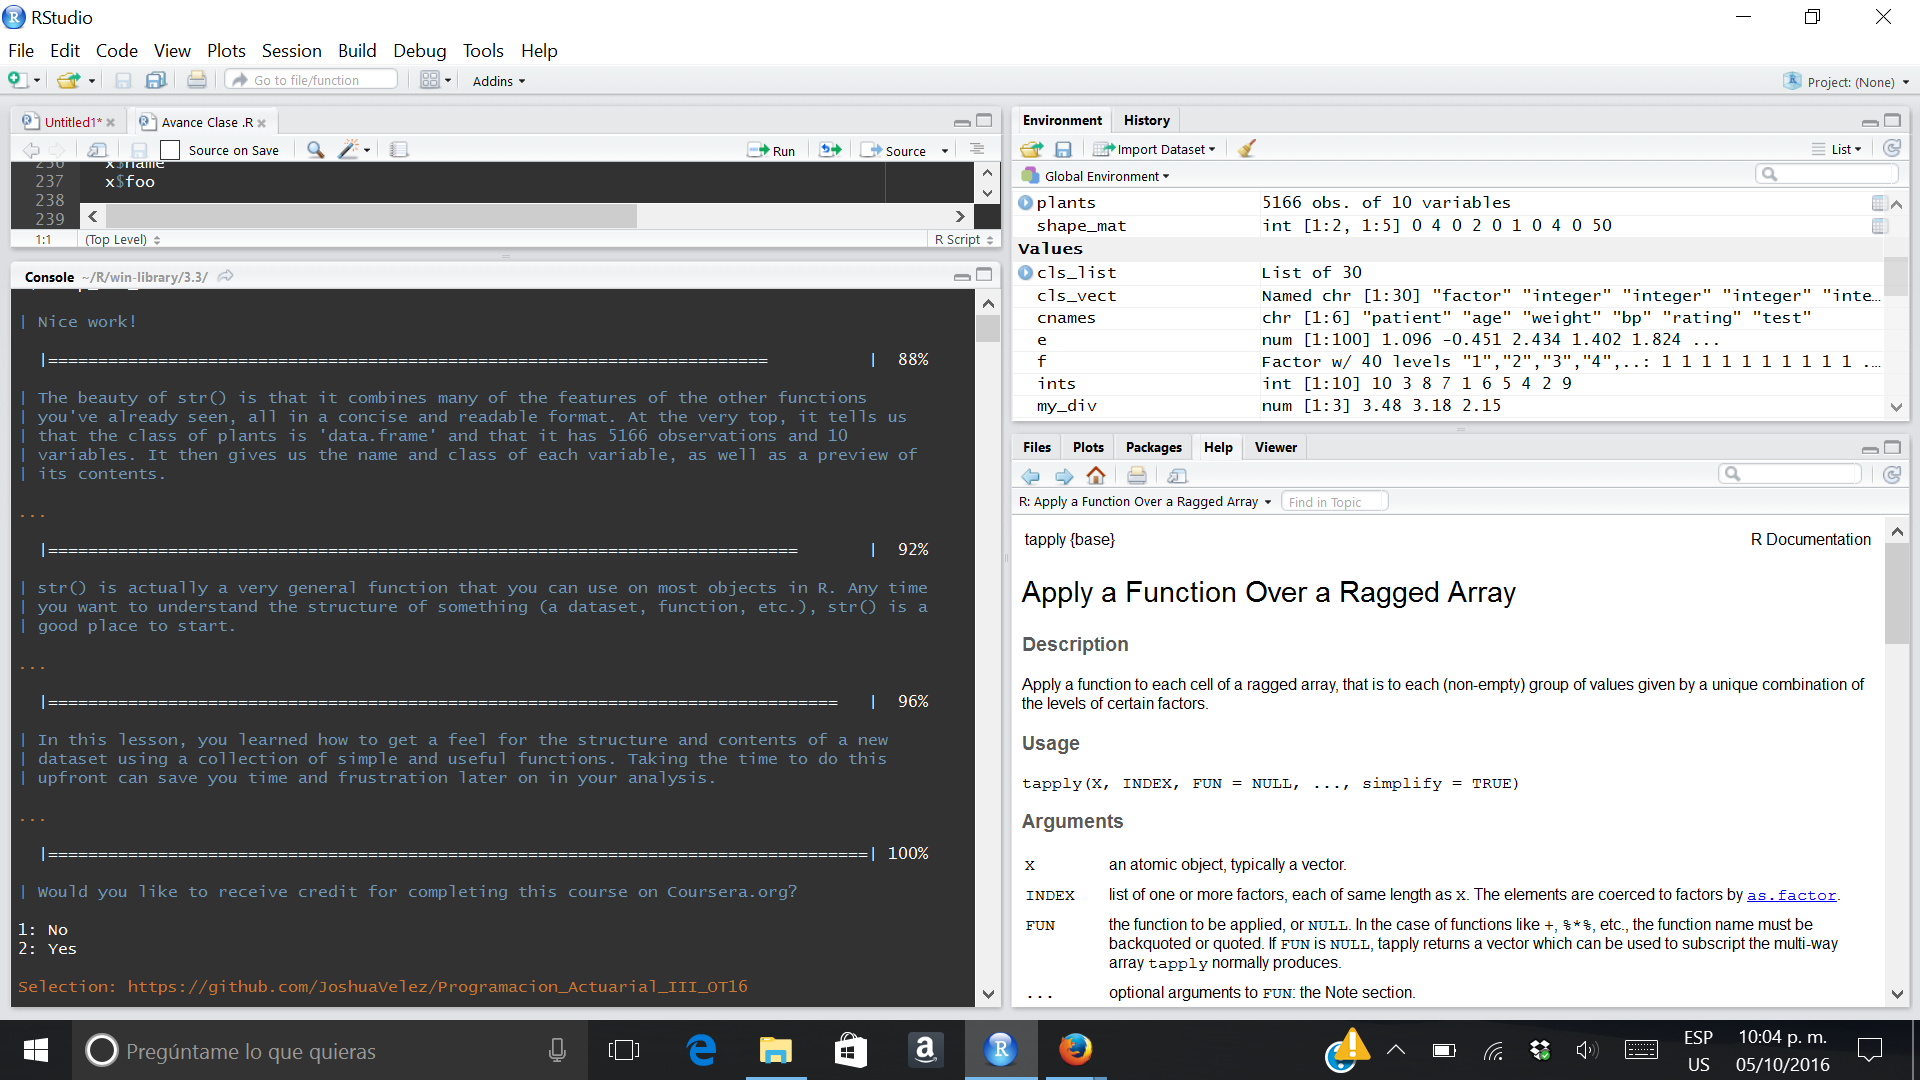 RStudio
File Edit Code View Plots Session Build Debug Tools Help
Go to file/function Addins Project: (None)
Untitled1* Avance Clase .R
Source on Save Run Source
236 x$name
237 x$foo
238
239
1:1 (Top Level) R Script
Console ~/R/win-library/3.3/
| Nice work!
|======================================================================== | 88%
| The beauty of str() is that it combines many of the features of the other functions
| you've already seen, all in a concise and readable format. At the very top, it tells us
| that the class of plants is 'data.frame' and that it has 5166 observations and 10
| variables. It then gives us the name and class of each variable, as well as a preview of
| its contents.
...
|=========================================================================== | 92%
| str() is actually a very general function that you can use on most objects in R. Any time
| you want to understand the structure of something (a dataset, function, etc.), str() is a
| good place to start.
...
|=============================================================================== | 96%
| In this lesson, you learned how to get a feel for the structure and contents of a new
| dataset using a collection of simple and useful functions. Taking the time to do this
| upfront can save you time and frustration later on in your analysis.
...
|==================================================================================| 100%
| Would you like to receive credit for completing this course on Coursera.org?
1: No
2: Yes
Selection: https://github.com/JoshuaVelez/Programacion_Actuarial_III_OT16
Environment History
Import Dataset List
Global Environment
plants 5166 obs. of 10 variables
shape_mat int [1:2, 1:5] 0 4 0 2 0 1 0 4 0 50
Values
cls_list List of 30
cls_vect Named chr [1:30] "factor" "integer" "integer" "integer" "inte…
cnames chr [1:6] "patient" "age" "weight" "bp" "rating" "test"
e num [1:100] 1.096 -0.451 2.434 1.402 1.824 ...
f Factor w/ 40 levels "1","2","3","4",..: 1 1 1 1 1 1 1 1 1 1 .…
ints int [1:10] 10 3 8 7 1 6 5 4 2 9
my_div num [1:3] 3.48 3.18 2.15
Files Plots Packages Help Viewer
R: Apply a Function Over a Ragged Array Find in Topic
tapply {base} R Documentation
Apply a Function Over a Ragged Array
Description
Apply a function to each cell of a ragged array, that is to each (non-empty) group of values given by a unique combination of
the levels of certain factors.
Usage
tapply(X, INDEX, FUN = NULL, ..., simplify = TRUE)
Arguments
X an atomic object, typically a vector.
INDEX list of one or more factors, each of same length as X. The elements are coerced to factors by as.factor.
FUN the function to be applied, or NULL. In the case of functions like +, %*%, etc., the function name must be
backquoted or quoted. If FUN is NULL, tapply returns a vector which can be used to subscript the multi-way
array tapply normally produces.
... optional arguments to FUN: the Note section.
Pregúntame lo que quieras
ESP 10:04 p. m.
US 05/10/2016